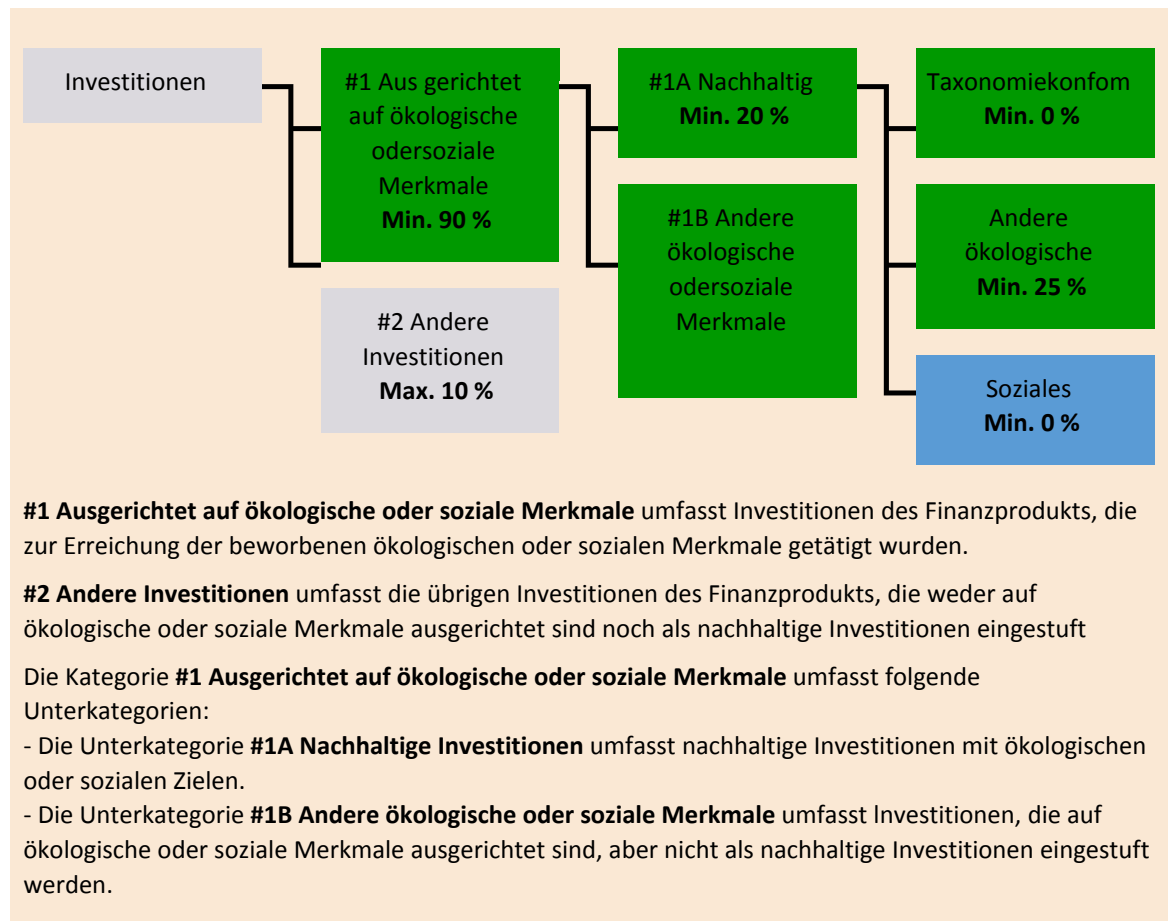 Investitionen
#1 Aus gerichtet
auf ökologische
odersoziale
Merkmale
Min. 90 %
#2 Andere
Investitionen
Max. 10 %
#1A Nachhaltig
Min. 20 %
#1B Andere
ökologische
odersoziale
Merkmale
Taxonomiekonfom
Min. 0 %
Andere
ökologische
Min. 25 %
Soziales
Min. 0 %
#1 Ausgerichtet auf ökologische oder soziale Merkmale umfasst Investitionen des Finanzprodukts, die
zur Erreichung der beworbenen ökologischen oder sozialen Merkmale getätigt wurden.
#2 Andere Investitionen umfasst die übrigen Investitionen des Finanzprodukts, die weder auf
ökologische oder soziale Merkmale ausgerichtet sind noch als nachhaltige Investitionen eingestuft
Die Kategorie #1 Ausgerichtet auf ökologische oder soziale Merkmale umfasst folgende
Unterkategorien:
- Die Unterkategorie #1A Nachhaltige Investitionen umfasst nachhaltige Investitionen mit ökologischen
oder sozialen Zielen.
- Die Unterkategorie #1B Andere ökologische oder soziale Merkmale umfasst lnvestitionen, die auf
ökologische oder soziale Merkmale ausgerichtet sind, aber nicht als nachhaltige Investitionen eingestuft
werden.